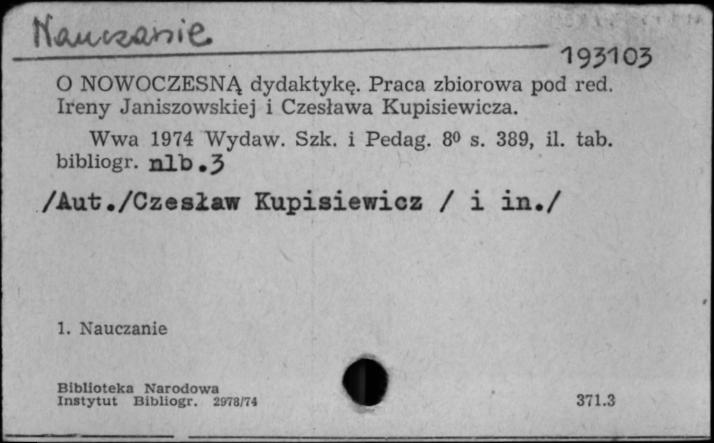 Nauczanie
193103
O NOWOCZESNĄ dydaktykę. Praca zbiorowa pod red.
Ireny Janiszowskiej i Czesława Kupisiewicza.
Wwa 1974 Wydaw. Szk. i Pedag. 8⁰ s. 389, il. tab.
bibliogr. nlb.3
/Aut./Czesław Kupisiewicz / i in./
1. Nauczanie
Biblioteka Narodowa
Instytut Bibliogr. 2978/74
371.3